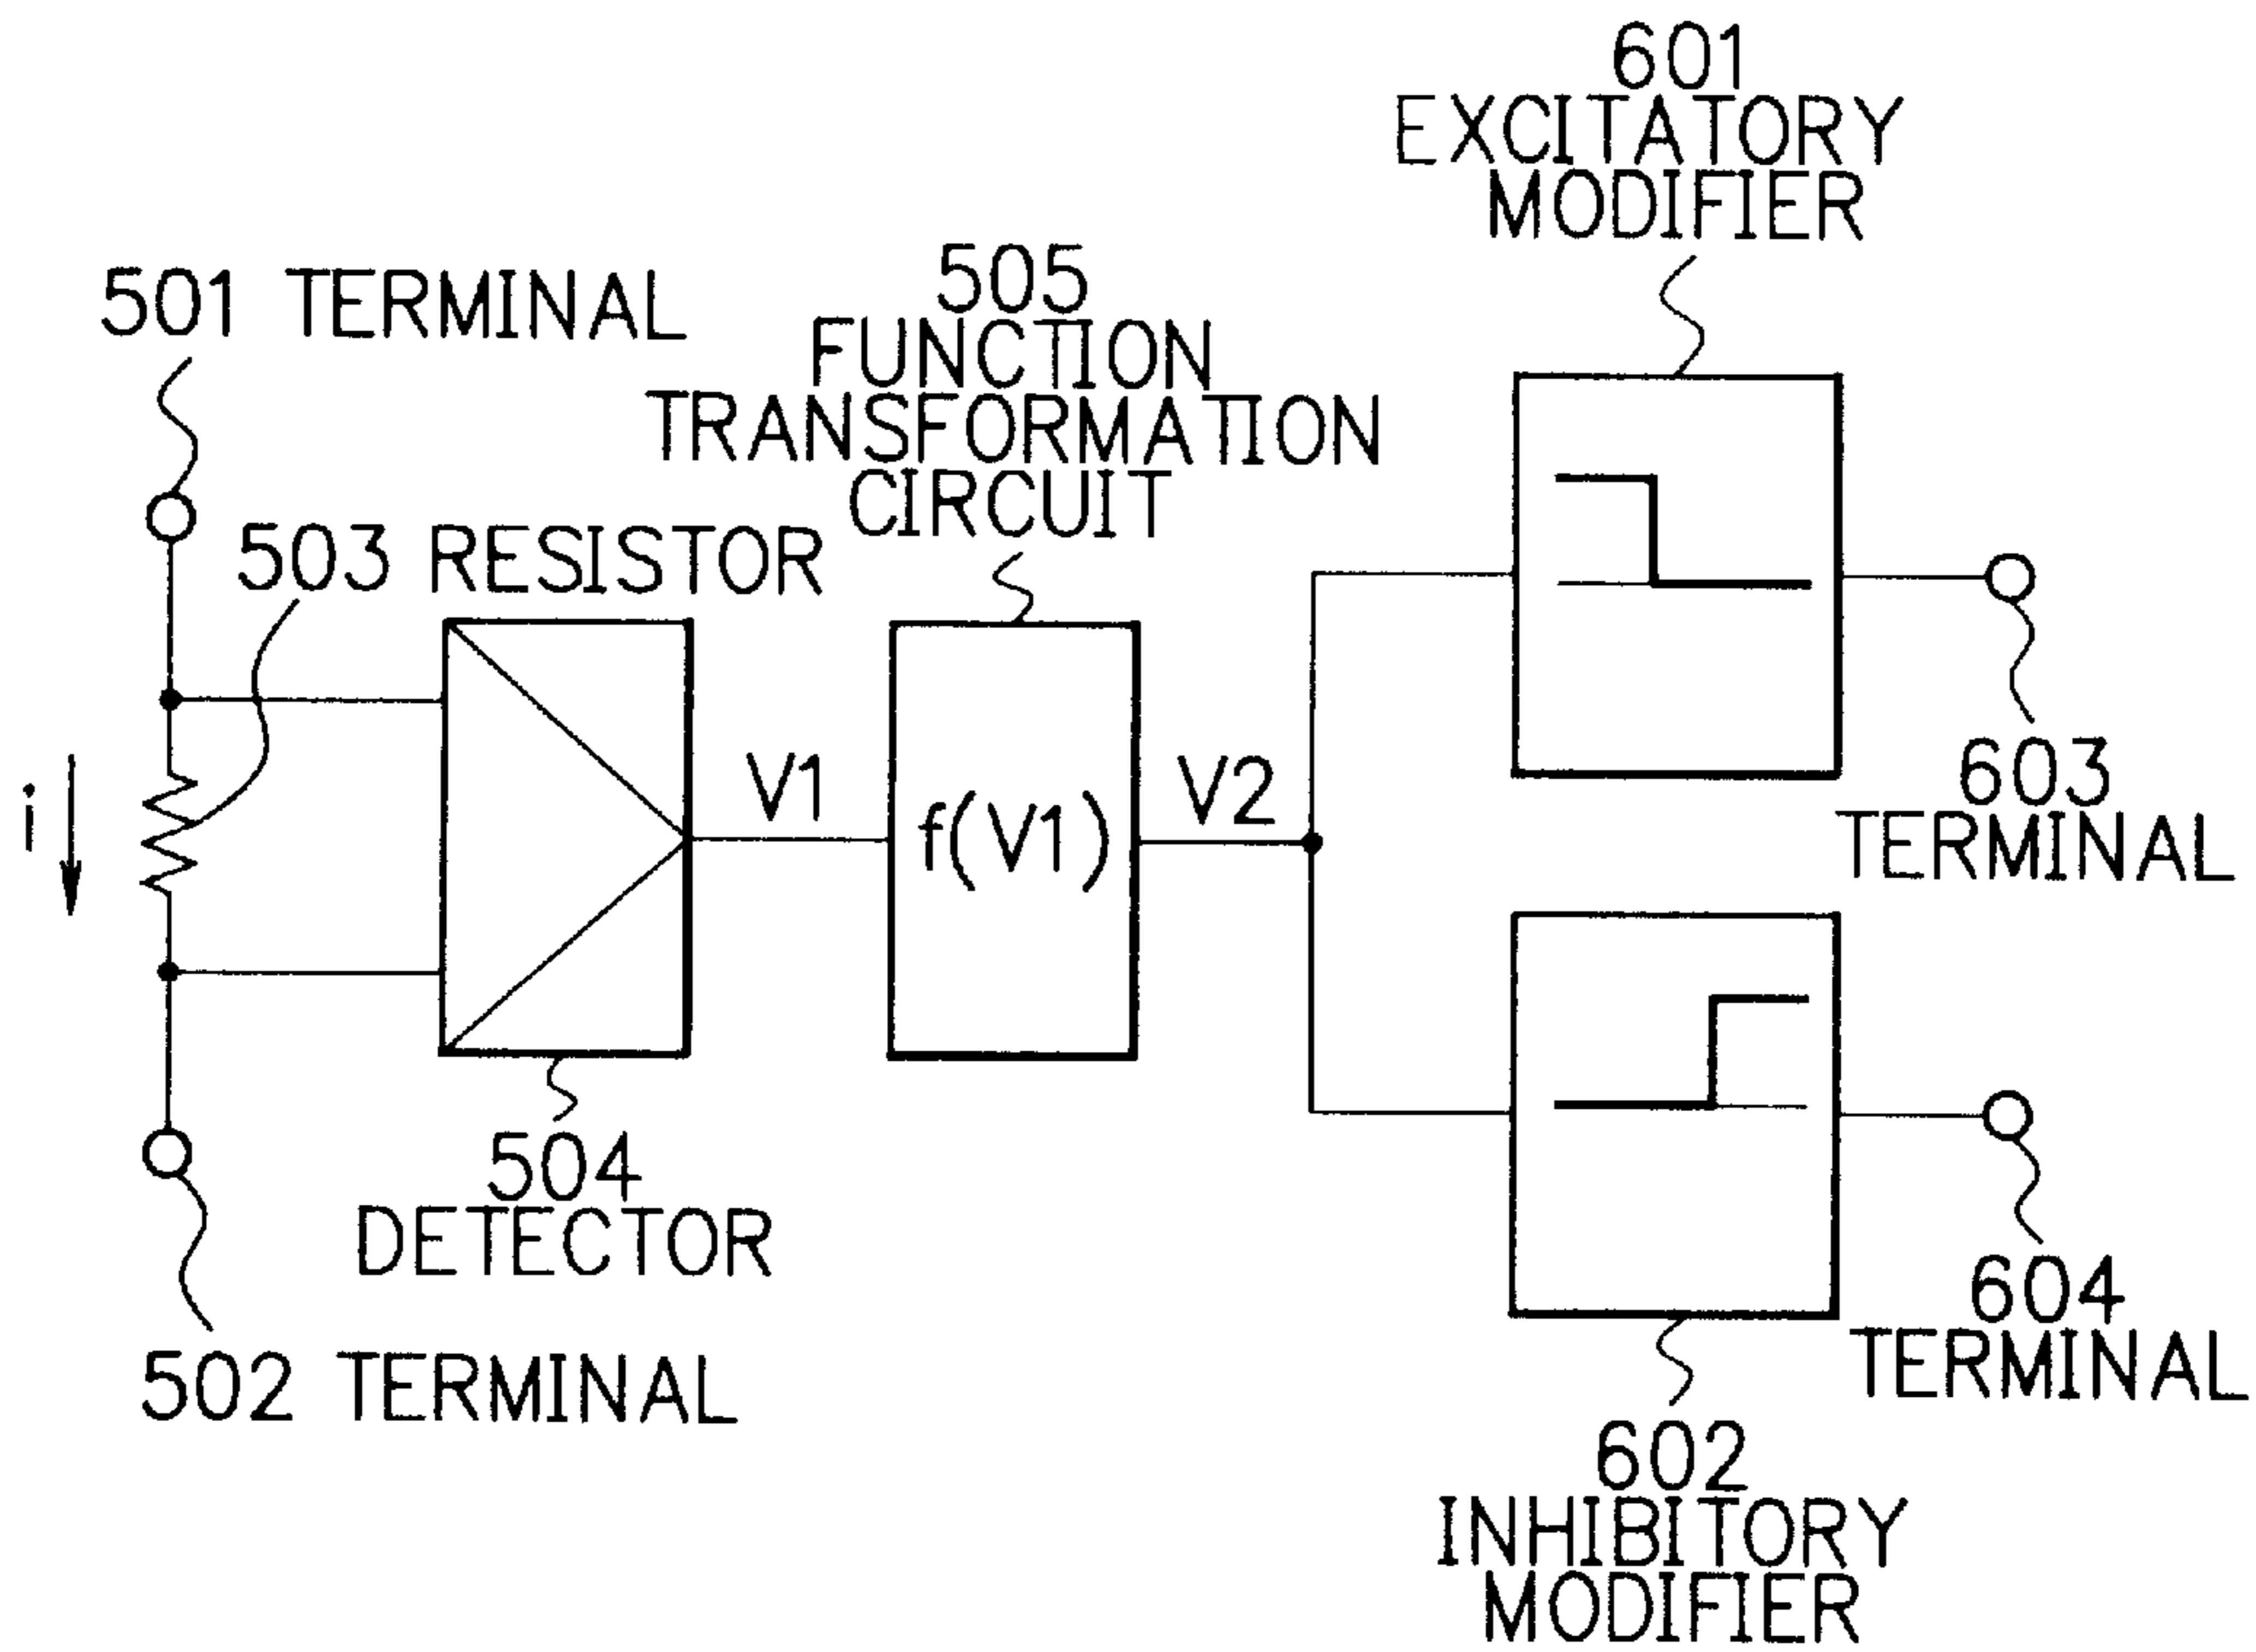 601
EXCITATORY
MODIFIER
501 TERMINAL
505
FUNCTION
TRANSFORMATION
CIRCUIT
503 RESISTOR
i
V1
f(V1)
V2
603
TERMINAL
504
DETECTOR
502 TERMINAL
604
TERMINAL
602
INHIBITORY
MODIFIER